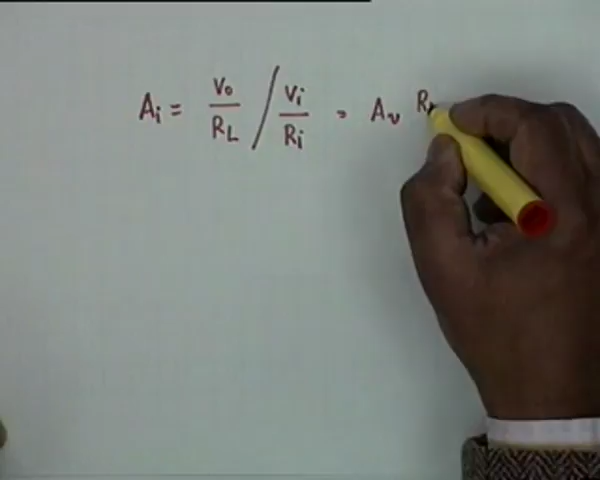 Ai = Vo/RL / Vi/Ri = Av R